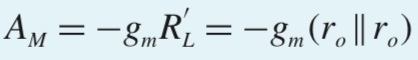 A_M = −g_m R'_L = −g_m (r_o ∥ r_o)